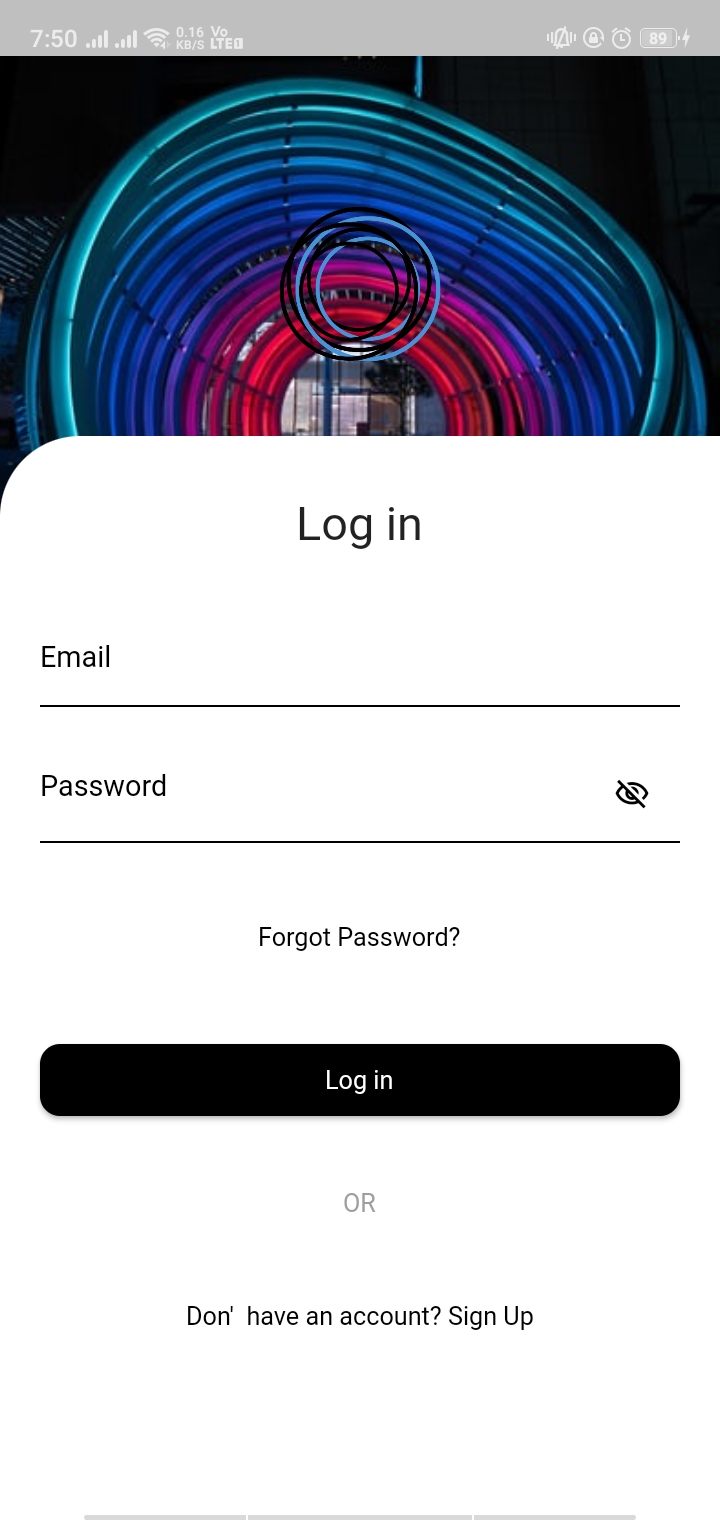 7:50 0.16 KB/S Vo LTE1 89
Log in
Email
Password
Forgot Password?
Log in
OR
Don'  have an account? Sign Up